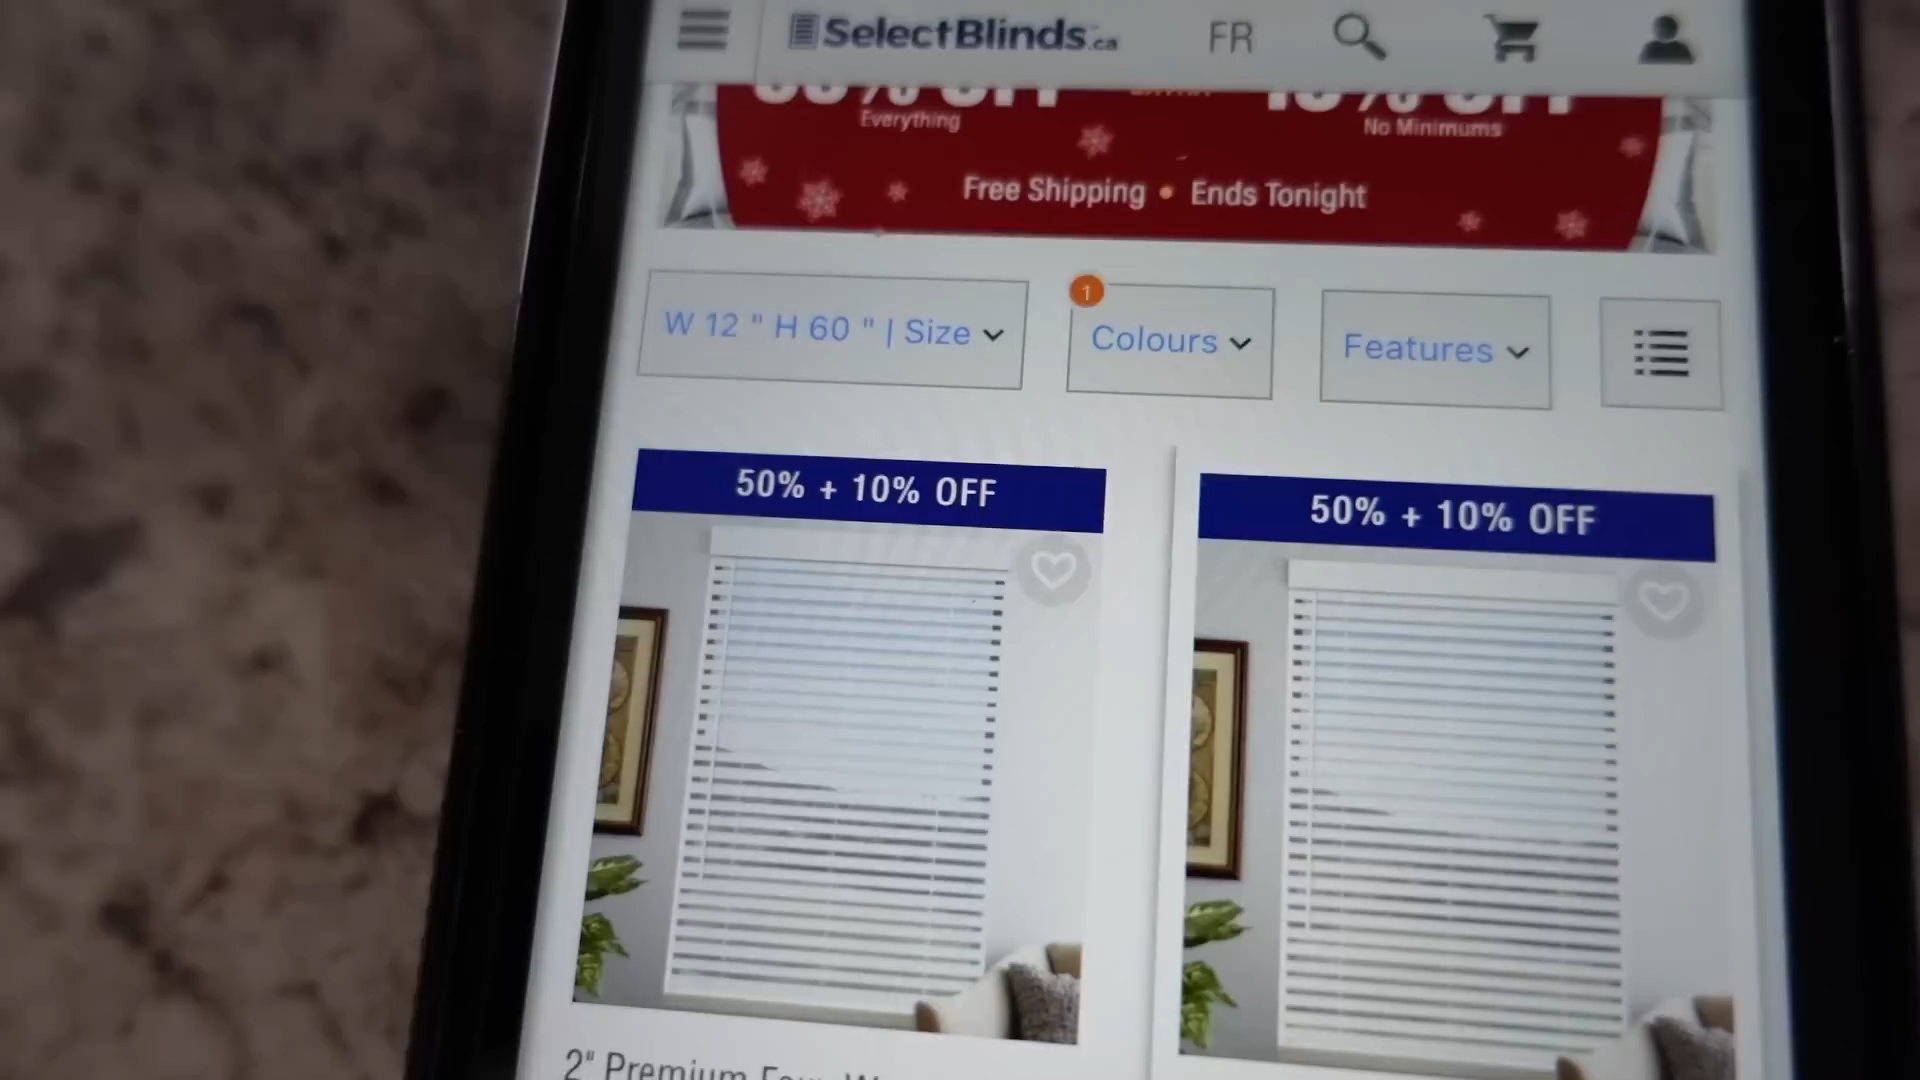 SelectBlinds.ca
FR
Everything
No Minimums
Free Shipping • Ends Tonight
W 12 " H 60 " | Size
1
Colours
Features
50% + 10% OFF
50% + 10% OFF
2" Premium